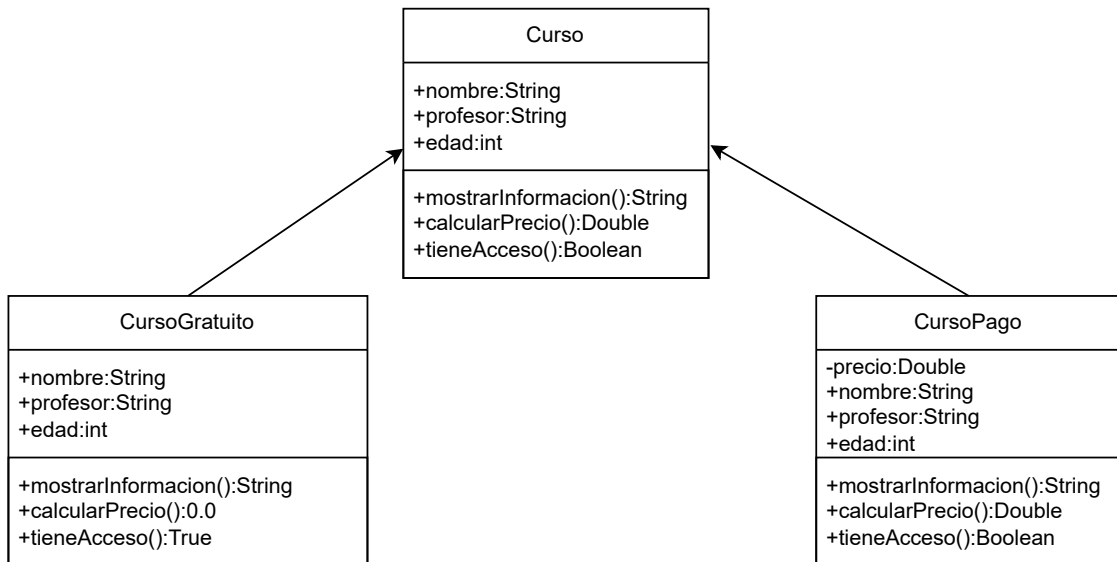 Curso
+nombre:String
+profesor:String
+edad:int
+mostrarInformacion():String
+calcularPrecio():Double
+tieneAcceso():Boolean
CursoGratuito
+nombre:String
+profesor:String
+edad:int
+mostrarInformacion():String
+calcularPrecio():0.0
+tieneAcceso():True
CursoPago
-precio:Double
+nombre:String
+profesor:String
+edad:int
+mostrarInformacion():String
+calcularPrecio():Double
+tieneAcceso():Boolean